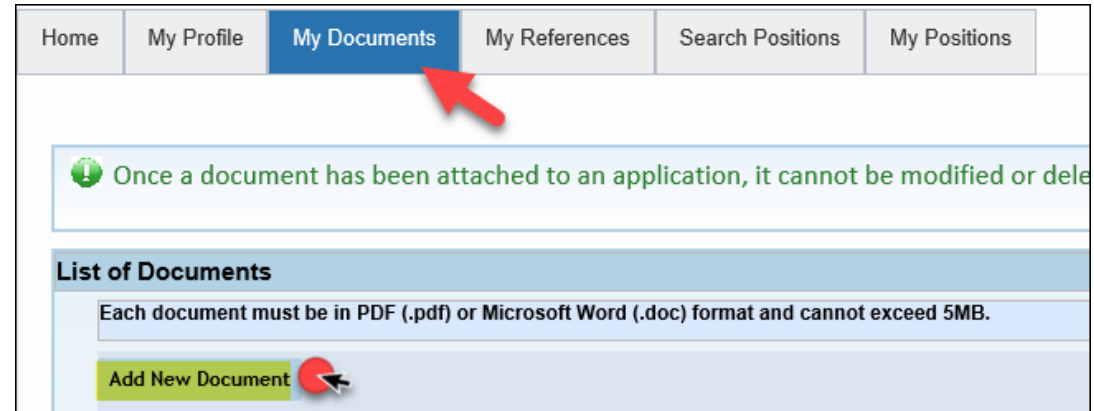 Home My Profile My Documents My References Search Positions My Positions
Once a document has been attached to an application, it cannot be modified or dele
List of Documents
Each document must be in PDF (.pdf) or Microsoft Word (.doc) format and cannot exceed 5MB.
Add New Document